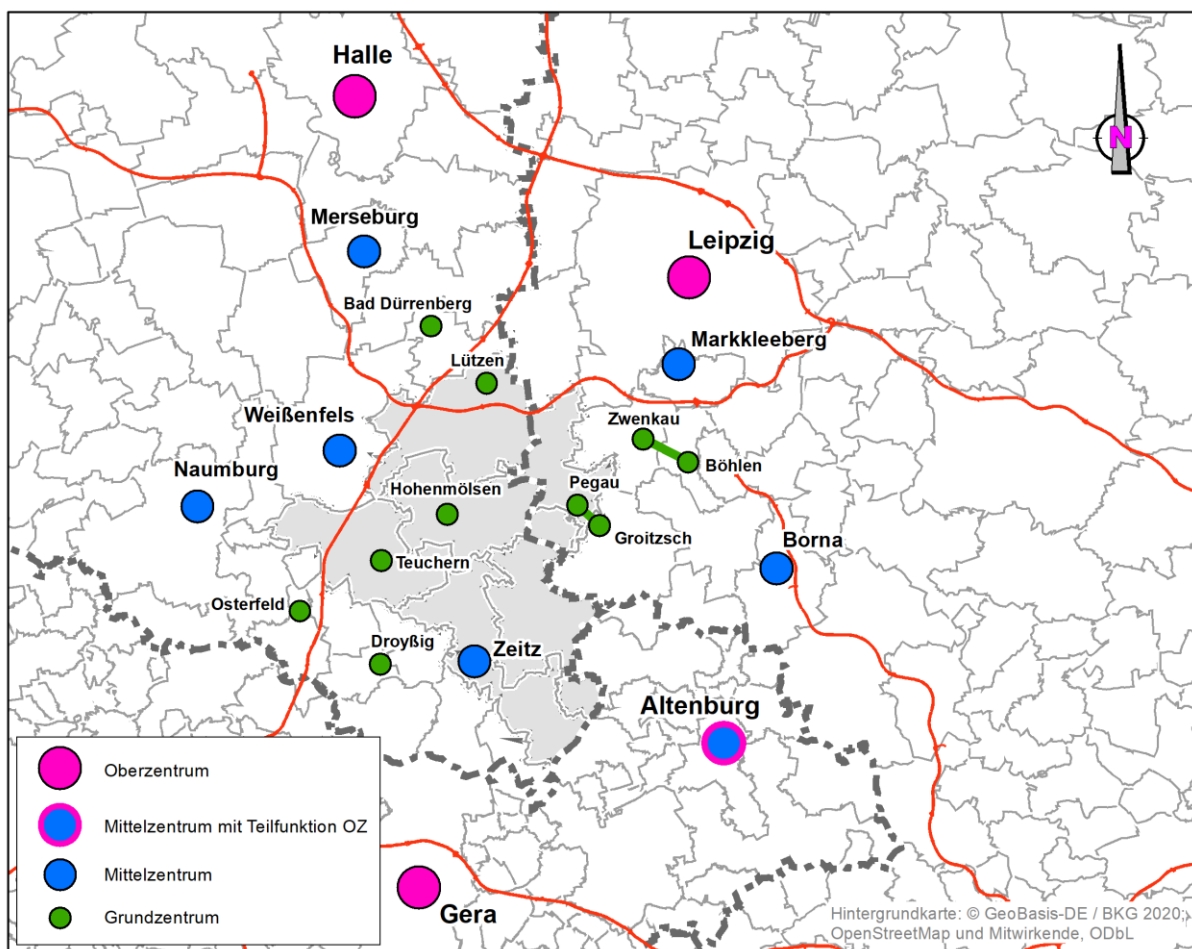 Halle
N
Merseburg
Leipzig
Bad Dürrenberg
Markkleeberg
Lützen
Weißenfels
Zwenkau
Naumburg
Böhlen
Hohenmölsen
Pegau
Groitzsch
Borna
Teuchern
Osterfeld
Droyßig
Zeitz
Altenburg
Oberzentrum
Mittelzentrum mit Teilfunktion OZ
Mittelzentrum
Grundzentrum
Gera
Hintergrundkarte: © GeoBasis-DE / BKG 2020;
OpenStreetMap und Mitwirkende, ODbL